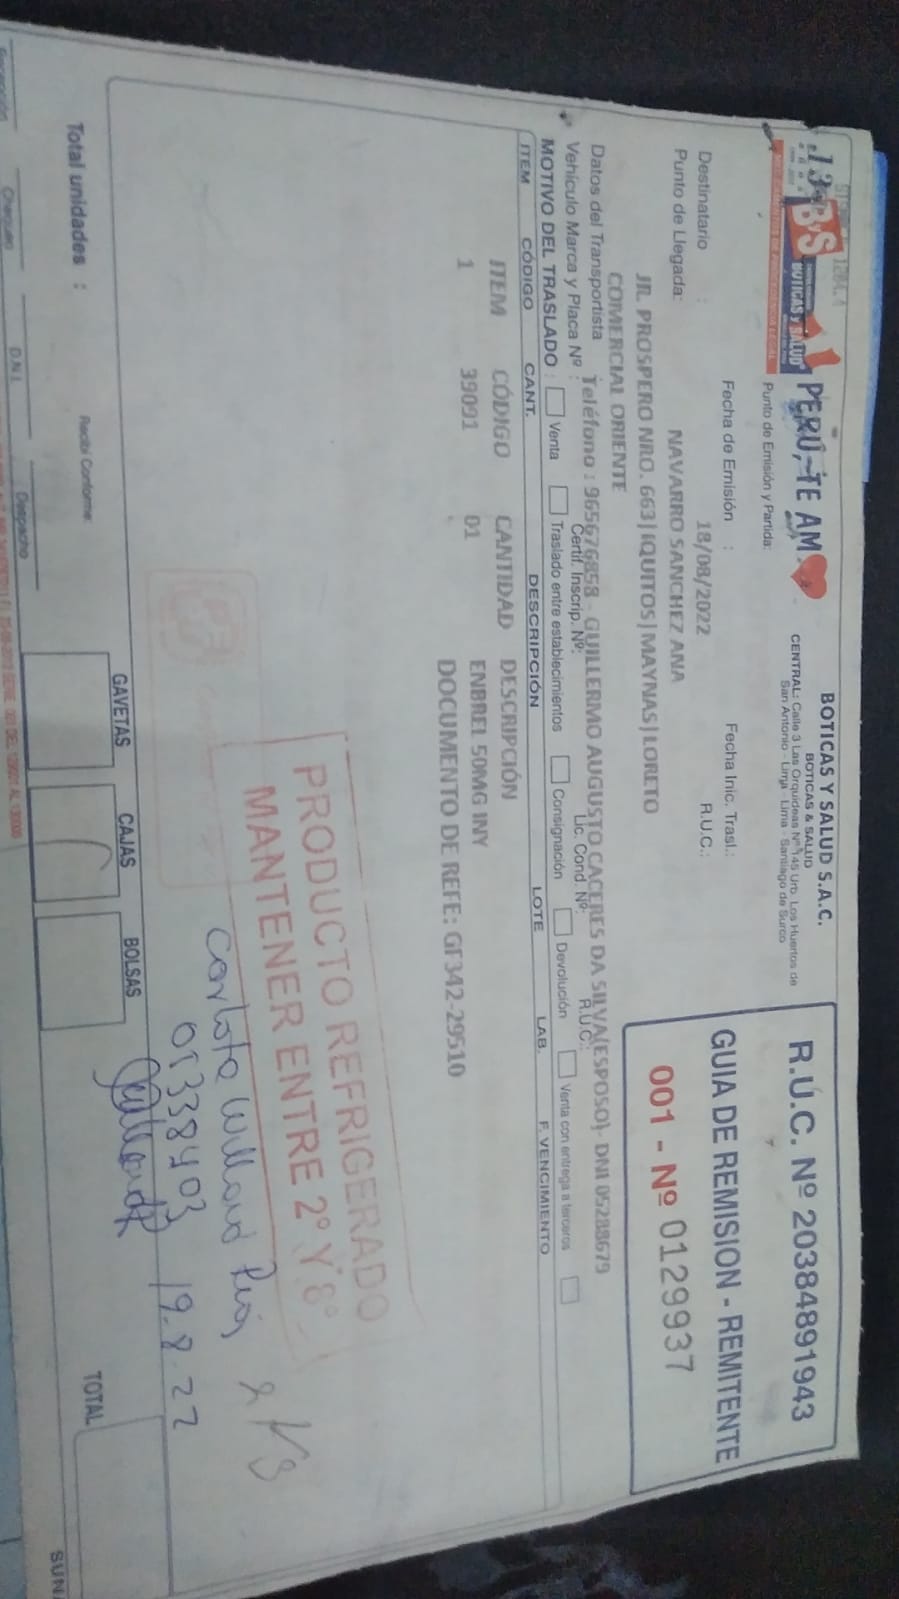 BOTICAS y SALUD
PERÚ, TE AM
Punto de Emisión y Partida:
BOTICAS Y SALUD S.A.C.
BOTICAS & SALUD
CENTRAL: Calle 3 Las Orquideas Nº 145 Urb. Los Huertos de
San Antonio - Lima - Lima - Santiago de Surco
R.U.C. Nº 20384891943
GUIA DE REMISION - REMITENTE
001 - Nº 0129937
Fecha de Emisión :
Fecha Inic. Trasl.:
18/08/2022
Destinatario :
R.U.C.:
NAVARRO SANCHEZ ANA
Punto de Llegada:
JR. PROSPERO NRO. 663|IQUITOS|MAYNAS|LORETO
COMERCIAL ORIENTE
Datos del Transportista
Teléfono : 965676858 - GUILLERMO AUGUSTO CACERES DA SILVA(ESPOSO)- DNI 05288679
R.U.C.:
Vehículo Marca y Placa Nº :
Certif. Inscrip. Nº:
Lic. Cond. Nº:
MOTIVO DEL TRASLADO : Venta Traslado entre establecimientos Consignación Devolución Venta con entrega a terceros
ITEM CÓDIGO CANT. DESCRIPCIÓN LOTE LAB. F. VENCIMIENTO
ITEM CÓDIGO CANTIDAD DESCRIPCIÓN
1 39091 01 ENBREL 50MG INY
DOCUMENTO DE REFE: GF342-29510
PRODUCTO REFRIGERADO
MANTENER ENTRE 2° Y 8°
01338403 19.8.22
GAVETAS CAJAS BOLSAS
Total unidades :
Recibí Conforme
TOTAL
Chequeo
D.N.I.
Despacho